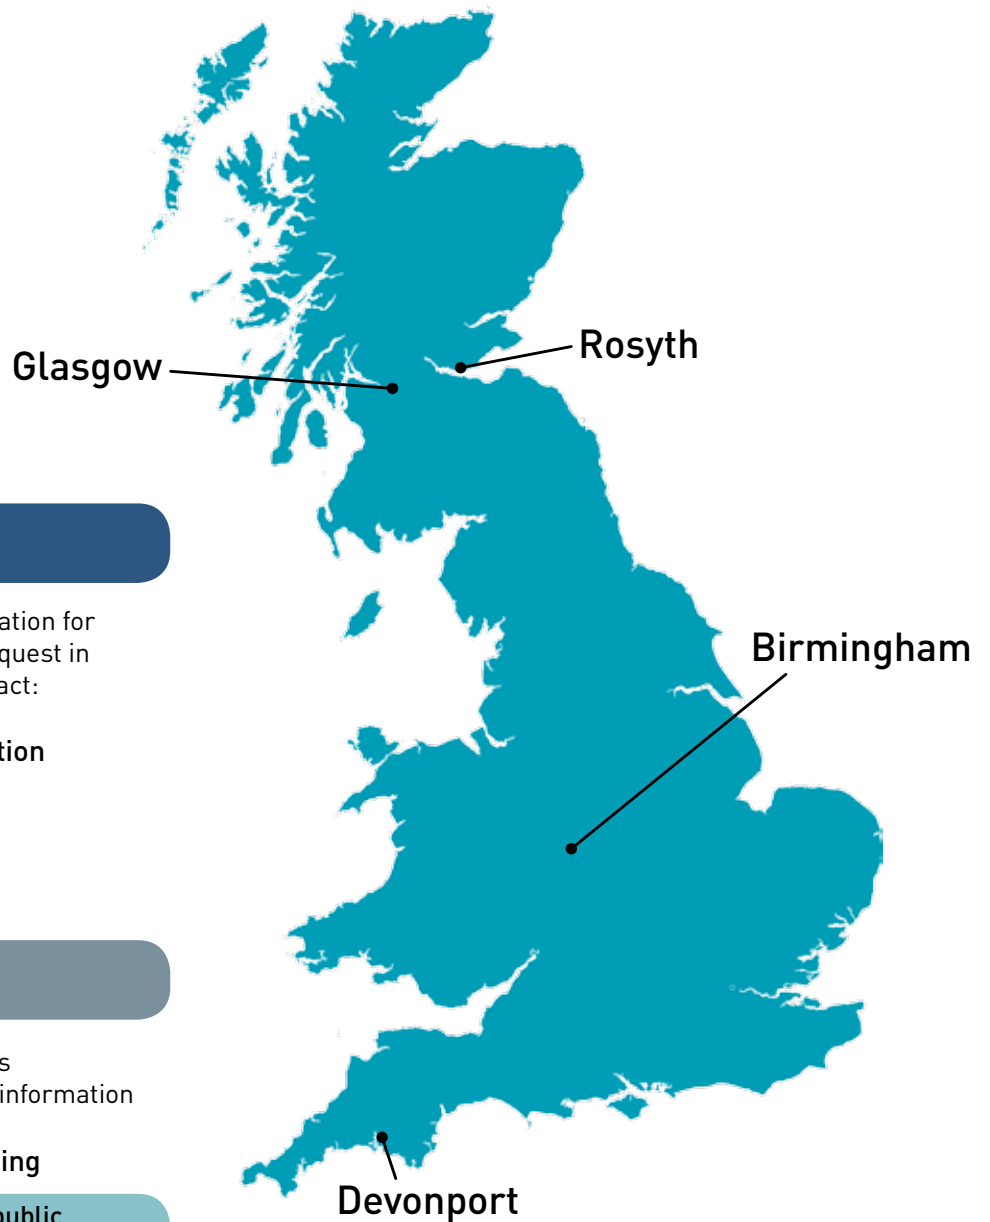 Rosyth
Glasgow
ation for
quest in
act:
Birmingham
tion
s
information
ing
Devonport
public